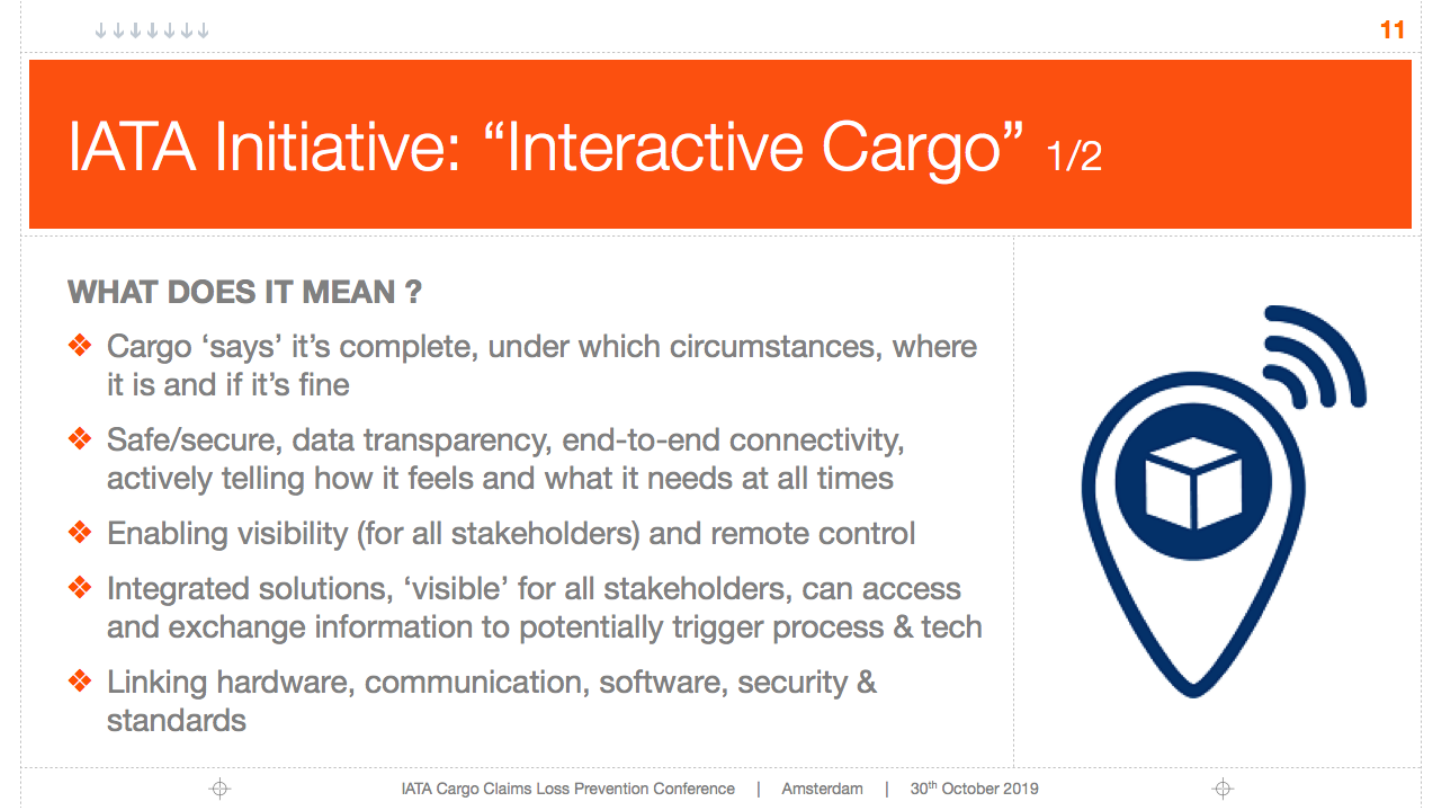 ↓↓↓↓↓↓↓
11
IATA Initiative: “Interactive Cargo” 1/2
WHAT DOES IT MEAN ?
❖ Cargo ‘says’ it’s complete, under which circumstances, where
it is and if it’s fine
❖ Safe/secure, data transparency, end-to-end connectivity,
actively telling how it feels and what it needs at all times
❖ Enabling visibility (for all stakeholders) and remote control
❖ Integrated solutions, ‘visible’ for all stakeholders, can access
and exchange information to potentially trigger process & tech
❖ Linking hardware, communication, software, security &
standards
IATA Cargo Claims Loss Prevention Conference | Amsterdam | 30th October 2019